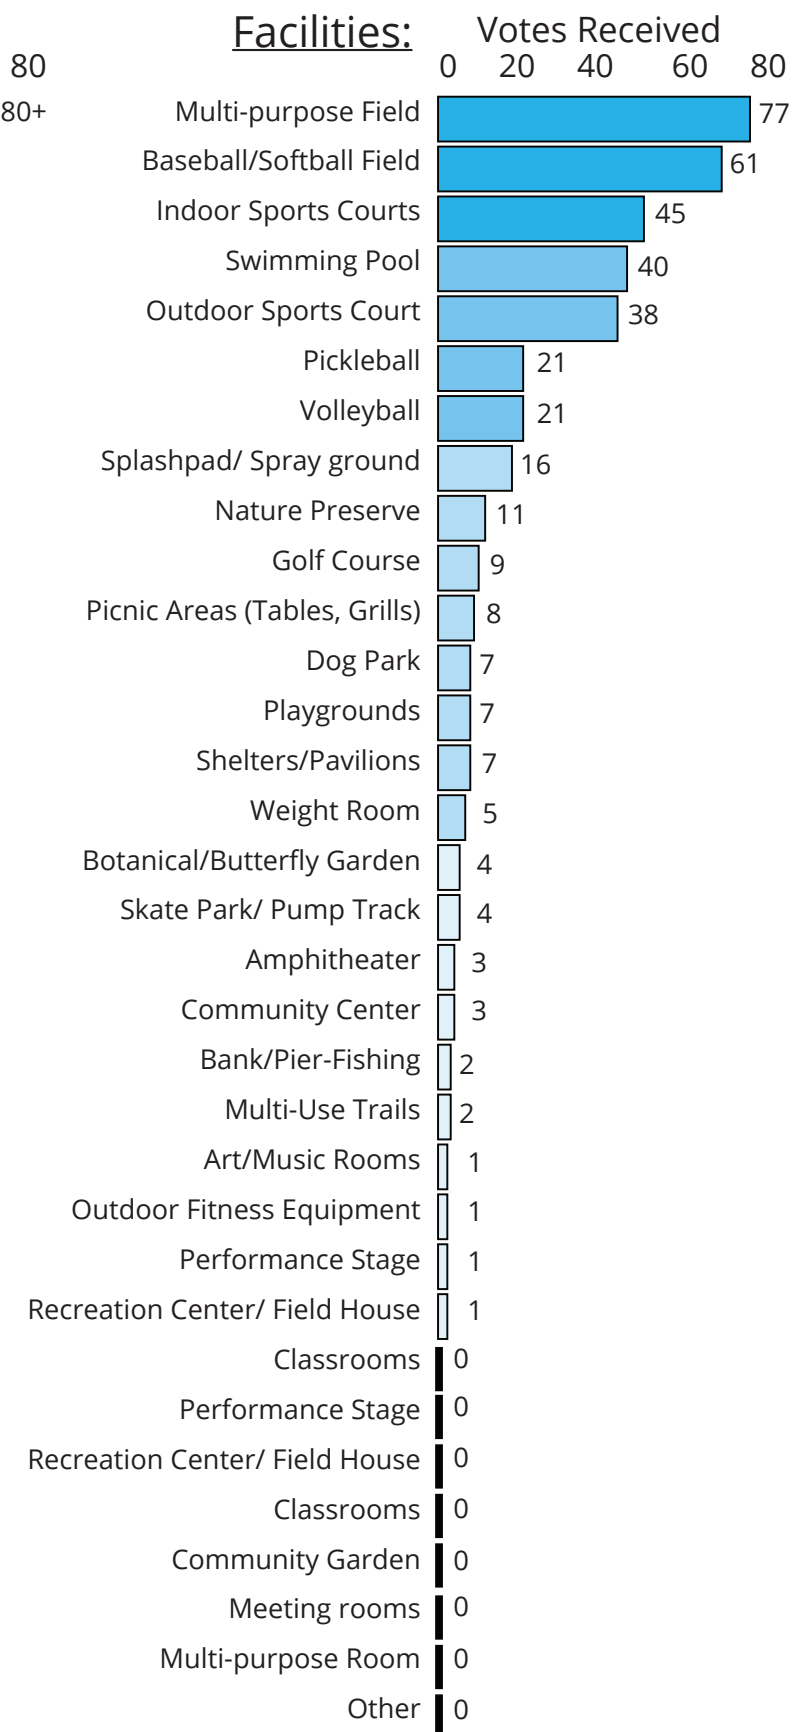 Facilities: Votes Received
80 0 20 40 60 80
80+ Multi-purpose Field 77
Baseball/Softball Field 61
Indoor Sports Courts 45
Swimming Pool 40
Outdoor Sports Court 38
Pickleball 21
Volleyball 21
Splashpad/ Spray ground 16
Nature Preserve 11
Golf Course 9
Picnic Areas (Tables, Grills) 8
Dog Park 7
Playgrounds 7
Shelters/Pavilions 7
Weight Room 5
Botanical/Butterfly Garden 4
Skate Park/ Pump Track 4
Amphitheater 3
Community Center 3
Bank/Pier-Fishing 2
Multi-Use Trails 2
Art/Music Rooms 1
Outdoor Fitness Equipment 1
Performance Stage 1
Recreation Center/ Field House 1
Classrooms 0
Performance Stage 0
Recreation Center/ Field House 0
Classrooms 0
Community Garden 0
Meeting rooms 0
Multi-purpose Room 0
Other 0